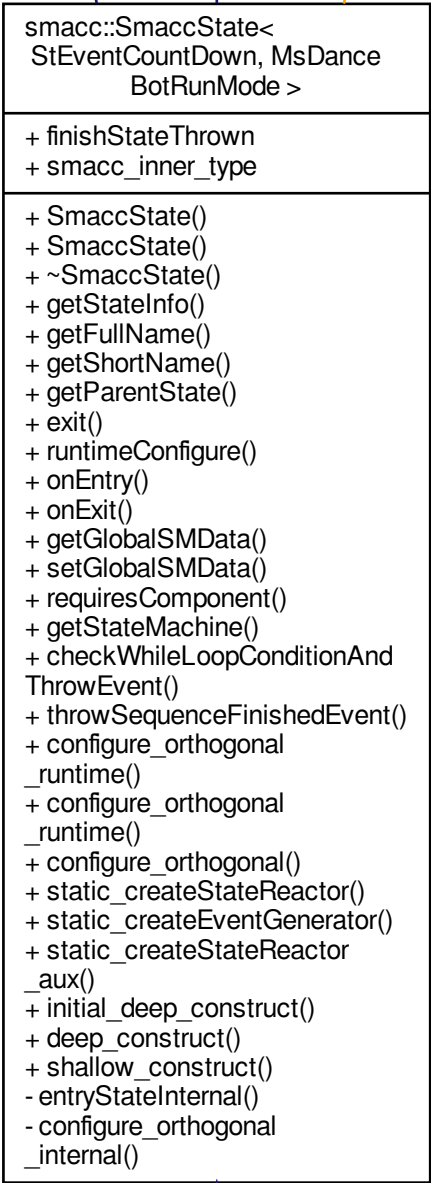 smacc::SmaccState<
StEventCountDown, MsDance
BotRunMode >
+ finishStateThrown
+ smacc_inner_type
+ SmaccState()
+ SmaccState()
+ ~SmaccState()
+ getStateInfo()
+ getFullName()
+ getShortName()
+ getParentState()
+ exit()
+ runtimeConfigure()
+ onEntry()
+ onExit()
+ getGlobalSMData()
+ setGlobalSMData()
+ requiresComponent()
+ getStateMachine()
+ checkWhileLoopConditionAnd
ThrowEvent()
+ throwSequenceFinishedEvent()
+ configure_orthogonal
_runtime()
+ configure_orthogonal
_runtime()
+ configure_orthogonal()
+ static_createStateReactor()
+ static_createEventGenerator()
+ static_createStateReactor
_aux()
+ initial_deep_construct()
+ deep_construct()
+ shallow_construct()
- entryStateInternal()
- configure_orthogonal
_internal()